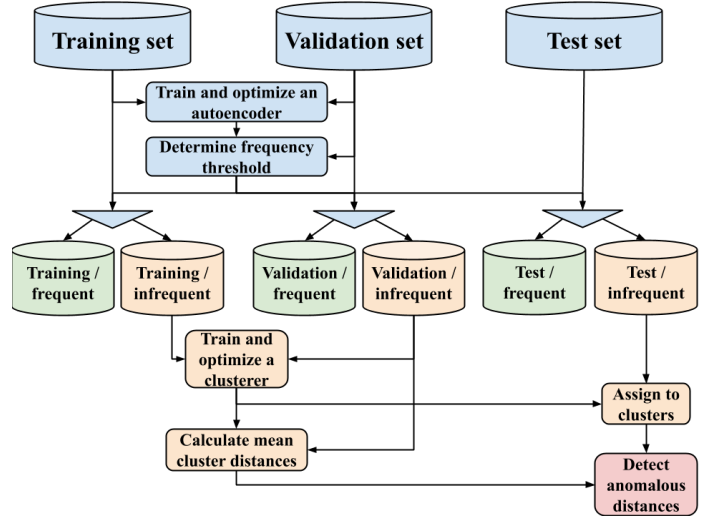 Training set
Validation set
Test set
Train and optimize an
autoencoder
Determine frequency
threshold
Training /
frequent
Training /
infrequent
Validation /
frequent
Validation /
infrequent
Test /
frequent
Test /
infrequent
Train and
optimize a
clusterer
Assign to
clusters
Calculate mean
cluster distances
Detect
anomalous
distances